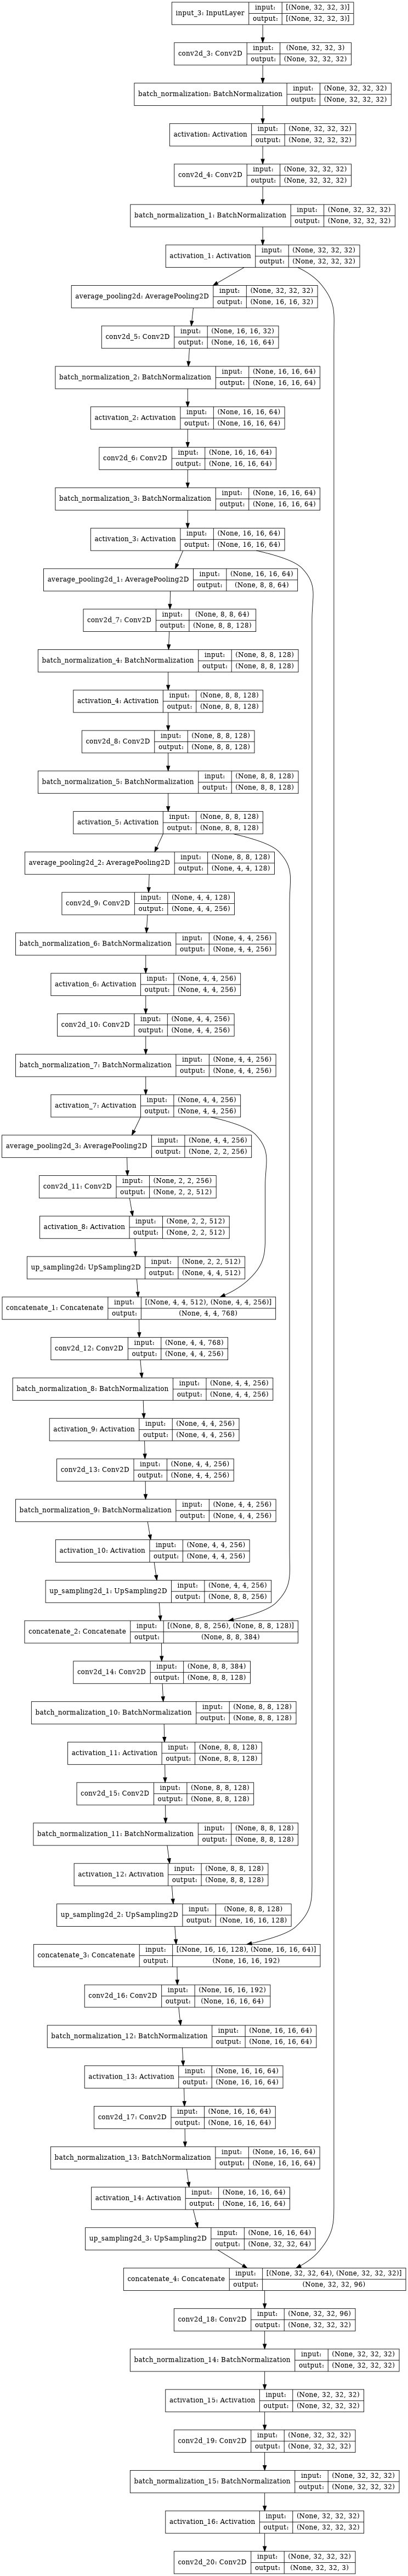 input_3: InputLayer
input: [(None, 32, 32, 3)]
output: [(None, 32, 32, 3)]
conv2d_3: Conv2D
input: (None, 32, 32, 3)
output: (None, 32, 32, 32)
batch_normalization: BatchNormalization
input: (None, 32, 32, 32)
output: (None, 32, 32, 32)
activation: Activation
input: (None, 32, 32, 32)
output: (None, 32, 32, 32)
conv2d_4: Conv2D
input: (None, 32, 32, 32)
output: (None, 32, 32, 32)
batch_normalization_1: BatchNormalization
input: (None, 32, 32, 32)
output: (None, 32, 32, 32)
activation_1: Activation
input: (None, 32, 32, 32)
output: (None, 32, 32, 32)
average_pooling2d: AveragePooling2D
input: (None, 32, 32, 32)
output: (None, 16, 16, 32)
conv2d_5: Conv2D
input: (None, 16, 16, 32)
output: (None, 16, 16, 64)
batch_normalization_2: BatchNormalization
input: (None, 16, 16, 64)
output: (None, 16, 16, 64)
activation_2: Activation
input: (None, 16, 16, 64)
output: (None, 16, 16, 64)
conv2d_6: Conv2D
input: (None, 16, 16, 64)
output: (None, 16, 16, 64)
batch_normalization_3: BatchNormalization
input: (None, 16, 16, 64)
output: (None, 16, 16, 64)
activation_3: Activation
input: (None, 16, 16, 64)
output: (None, 16, 16, 64)
average_pooling2d_1: AveragePooling2D
input: (None, 16, 16, 64)
output: (None, 8, 8, 64)
conv2d_7: Conv2D
input: (None, 8, 8, 64)
output: (None, 8, 8, 128)
batch_normalization_4: BatchNormalization
input: (None, 8, 8, 128)
output: (None, 8, 8, 128)
activation_4: Activation
input: (None, 8, 8, 128)
output: (None, 8, 8, 128)
conv2d_8: Conv2D
input: (None, 8, 8, 128)
output: (None, 8, 8, 128)
batch_normalization_5: BatchNormalization
input: (None, 8, 8, 128)
output: (None, 8, 8, 128)
activation_5: Activation
input: (None, 8, 8, 128)
output: (None, 8, 8, 128)
average_pooling2d_2: AveragePooling2D
input: (None, 8, 8, 128)
output: (None, 4, 4, 128)
conv2d_9: Conv2D
input: (None, 4, 4, 128)
output: (None, 4, 4, 256)
batch_normalization_6: BatchNormalization
input: (None, 4, 4, 256)
output: (None, 4, 4, 256)
activation_6: Activation
input: (None, 4, 4, 256)
output: (None, 4, 4, 256)
conv2d_10: Conv2D
input: (None, 4, 4, 256)
output: (None, 4, 4, 256)
batch_normalization_7: BatchNormalization
input: (None, 4, 4, 256)
output: (None, 4, 4, 256)
activation_7: Activation
input: (None, 4, 4, 256)
output: (None, 4, 4, 256)
average_pooling2d_3: AveragePooling2D
input: (None, 4, 4, 256)
output: (None, 2, 2, 256)
conv2d_11: Conv2D
input: (None, 2, 2, 256)
output: (None, 2, 2, 512)
activation_8: Activation
input: (None, 2, 2, 512)
output: (None, 2, 2, 512)
up_sampling2d: UpSampling2D
input: (None, 2, 2, 512)
output: (None, 4, 4, 512)
concatenate_1: Concatenate
input: [(None, 4, 4, 512), (None, 4, 4, 256)]
output: (None, 4, 4, 768)
conv2d_12: Conv2D
input: (None, 4, 4, 768)
output: (None, 4, 4, 256)
batch_normalization_8: BatchNormalization
input: (None, 4, 4, 256)
output: (None, 4, 4, 256)
activation_9: Activation
input: (None, 4, 4, 256)
output: (None, 4, 4, 256)
conv2d_13: Conv2D
input: (None, 4, 4, 256)
output: (None, 4, 4, 256)
batch_normalization_9: BatchNormalization
input: (None, 4, 4, 256)
output: (None, 4, 4, 256)
activation_10: Activation
input: (None, 4, 4, 256)
output: (None, 4, 4, 256)
up_sampling2d_1: UpSampling2D
input: (None, 4, 4, 256)
output: (None, 8, 8, 256)
concatenate_2: Concatenate
input: [(None, 8, 8, 256), (None, 8, 8, 128)]
output: (None, 8, 8, 384)
conv2d_14: Conv2D
input: (None, 8, 8, 384)
output: (None, 8, 8, 128)
batch_normalization_10: BatchNormalization
input: (None, 8, 8, 128)
output: (None, 8, 8, 128)
activation_11: Activation
input: (None, 8, 8, 128)
output: (None, 8, 8, 128)
conv2d_15: Conv2D
input: (None, 8, 8, 128)
output: (None, 8, 8, 128)
batch_normalization_11: BatchNormalization
input: (None, 8, 8, 128)
output: (None, 8, 8, 128)
activation_12: Activation
input: (None, 8, 8, 128)
output: (None, 8, 8, 128)
up_sampling2d_2: UpSampling2D
input: (None, 8, 8, 128)
output: (None, 16, 16, 128)
concatenate_3: Concatenate
input: [(None, 16, 16, 128), (None, 16, 16, 64)]
output: (None, 16, 16, 192)
conv2d_16: Conv2D
input: (None, 16, 16, 192)
output: (None, 16, 16, 64)
batch_normalization_12: BatchNormalization
input: (None, 16, 16, 64)
output: (None, 16, 16, 64)
activation_13: Activation
input: (None, 16, 16, 64)
output: (None, 16, 16, 64)
conv2d_17: Conv2D
input: (None, 16, 16, 64)
output: (None, 16, 16, 64)
batch_normalization_13: BatchNormalization
input: (None, 16, 16, 64)
output: (None, 16, 16, 64)
activation_14: Activation
input: (None, 16, 16, 64)
output: (None, 16, 16, 64)
up_sampling2d_3: UpSampling2D
input: (None, 16, 16, 64)
output: (None, 32, 32, 64)
concatenate_4: Concatenate
input: [(None, 32, 32, 64), (None, 32, 32, 32)]
output: (None, 32, 32, 96)
conv2d_18: Conv2D
input: (None, 32, 32, 96)
output: (None, 32, 32, 32)
batch_normalization_14: BatchNormalization
input: (None, 32, 32, 32)
output: (None, 32, 32, 32)
activation_15: Activation
input: (None, 32, 32, 32)
output: (None, 32, 32, 32)
conv2d_19: Conv2D
input: (None, 32, 32, 32)
output: (None, 32, 32, 32)
batch_normalization_15: BatchNormalization
input: (None, 32, 32, 32)
output: (None, 32, 32, 32)
activation_16: Activation
input: (None, 32, 32, 32)
output: (None, 32, 32, 32)
conv2d_20: Conv2D
input: (None, 32, 32, 32)
output: (None, 32, 32, 3)